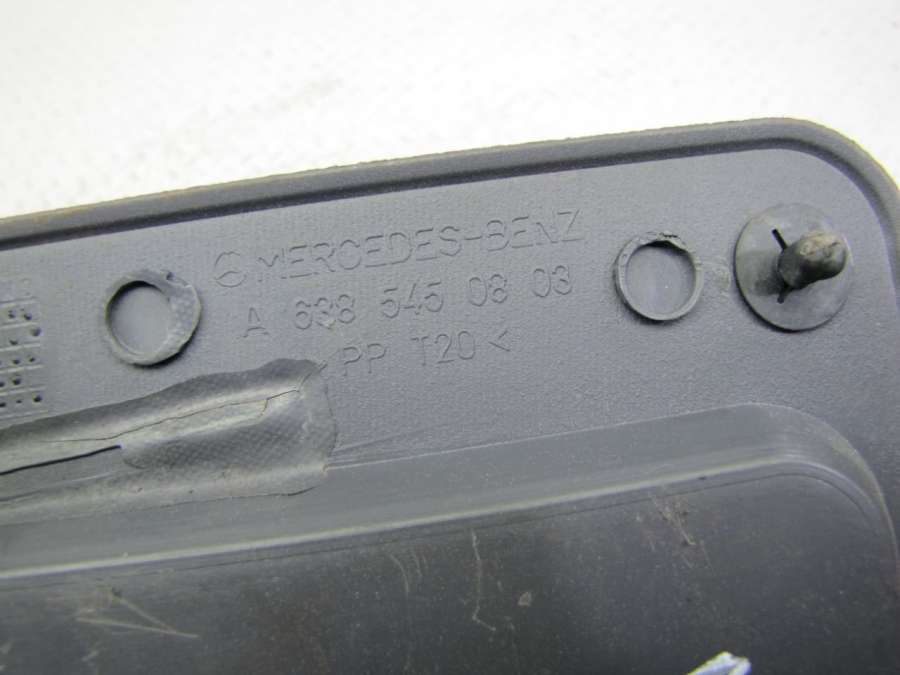 MERCEDES-BENZ
A 638 545 08 03
>PP T20<